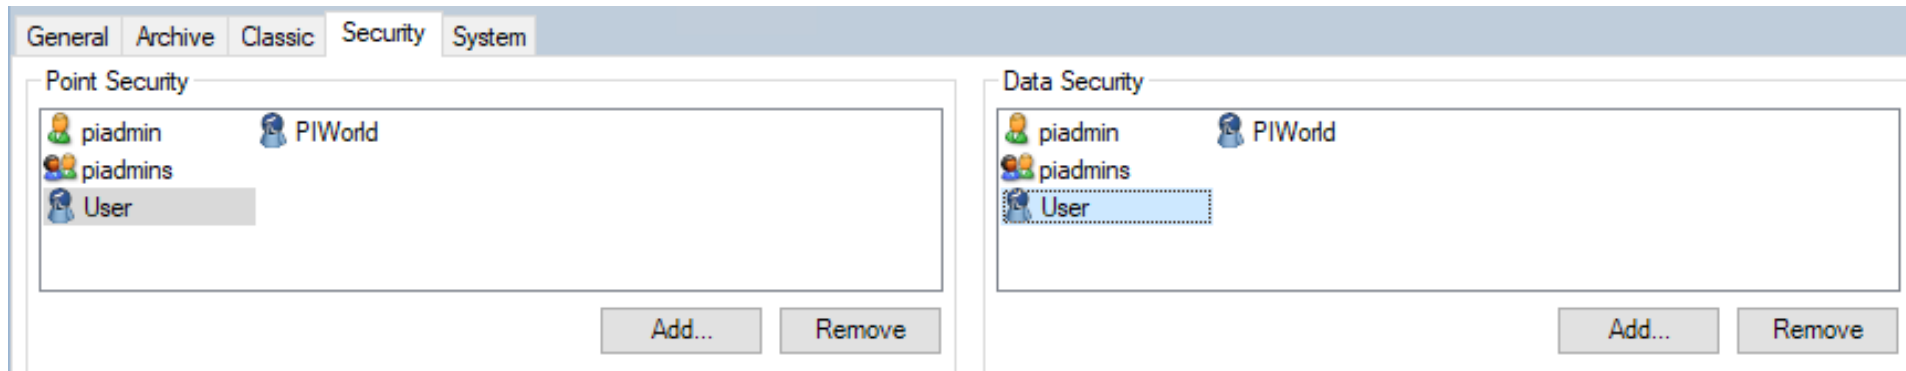 General Archive Classic Security System
Point Security
piadmin PIWorld
piadmins
User
Add... Remove
Data Security
piadmin PIWorld
piadmins
User
Add... Remove